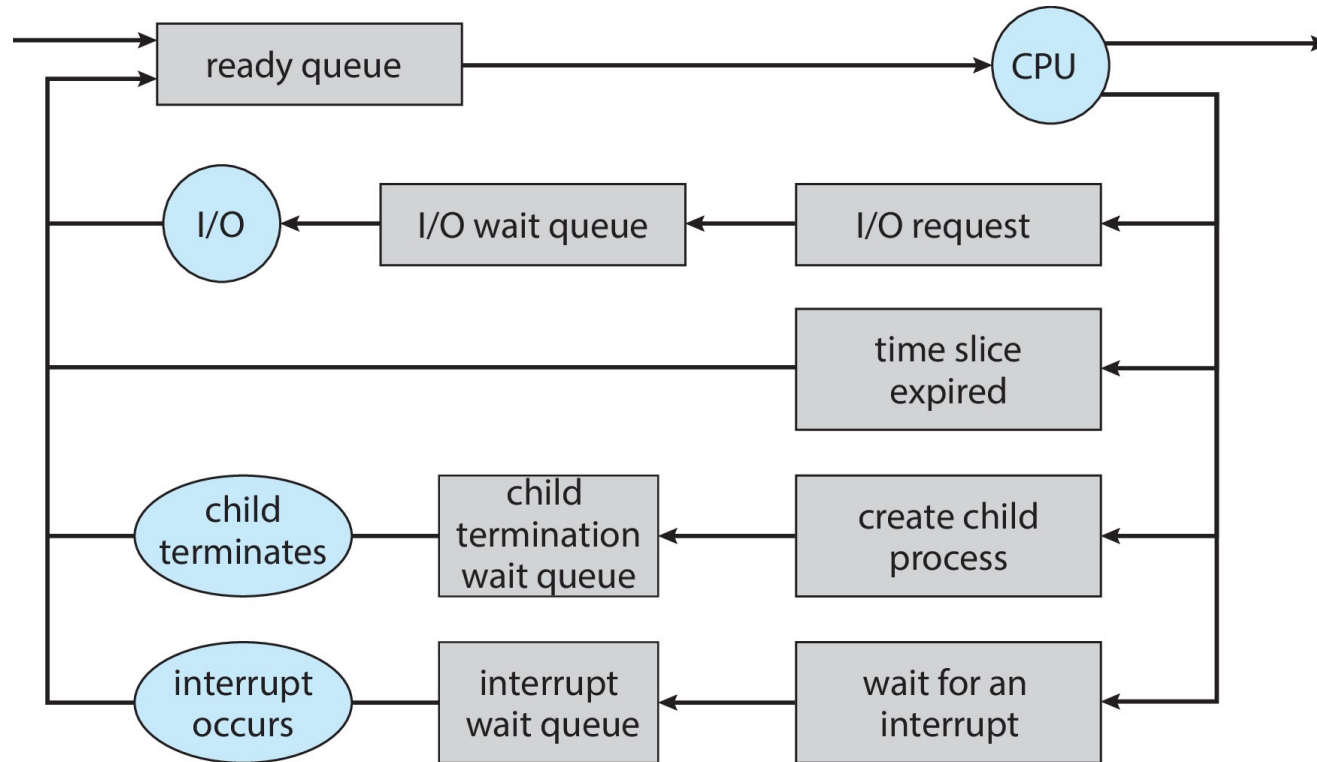 ready queue
CPU
I/O
I/O wait queue
I/O request
time slice
expired
child
terminates
child
termination
wait queue
create child
process
interrupt
occurs
interrupt
wait queue
wait for an
interrupt